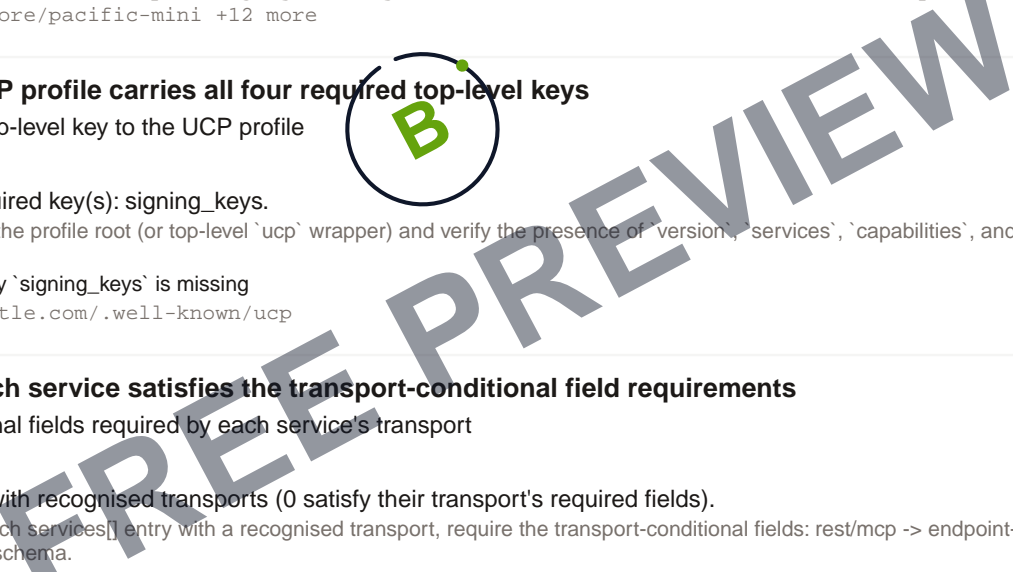 ore/pacific-mini +12 more
P profile carries all four required top-level keys
o-level key to the UCP profile
B
uired key(s): signing_keys.
the profile root (or top-level `ucp` wrapper) and verify the presence of `version`, `services`, `capabilities`, and
y `signing_keys` is missing
tle.com/.well-known/ucp
ch service satisfies the transport-conditional field requirements
nal fields required by each service's transport
with recognised transports (0 satisfy their transport's required fields).
ch services[] entry with a recognised transport, require the transport-conditional fields: rest/mcp -> endpoint-
schema.
FREE PREVIEW